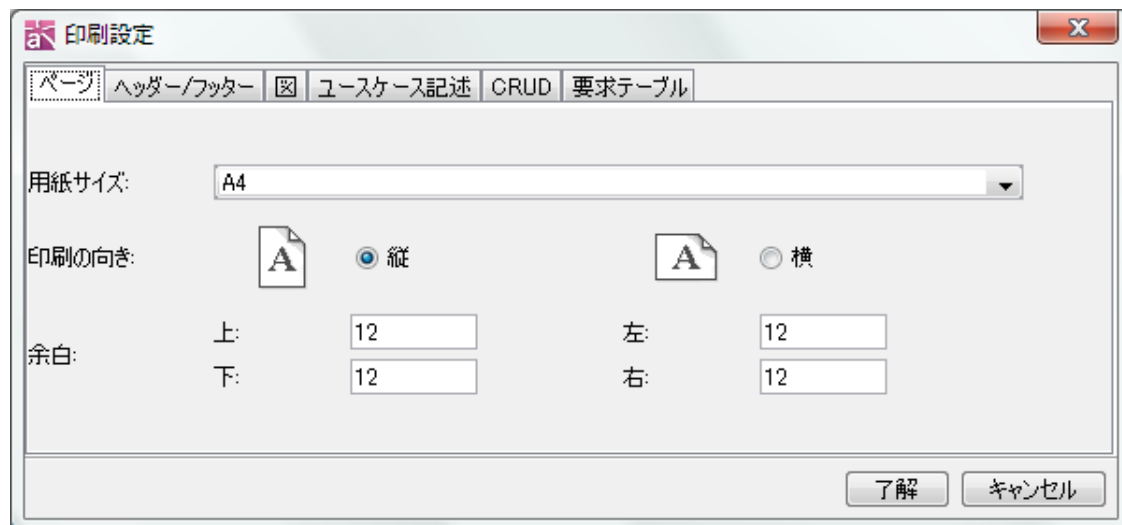 印刷設定
ページ ヘッダー/フッター 図 ユースケース記述 CRUD 要求テーブル
用紙サイズ: A4
印刷の向き: A 縦 A 横
余白:
上: 12 左: 12
下: 12 右: 12
了解 キャンセル